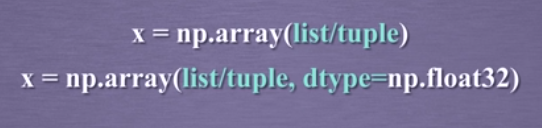 x = np.array(list/tuple)
x = np.array(list/tuple, dtype=np.float32)